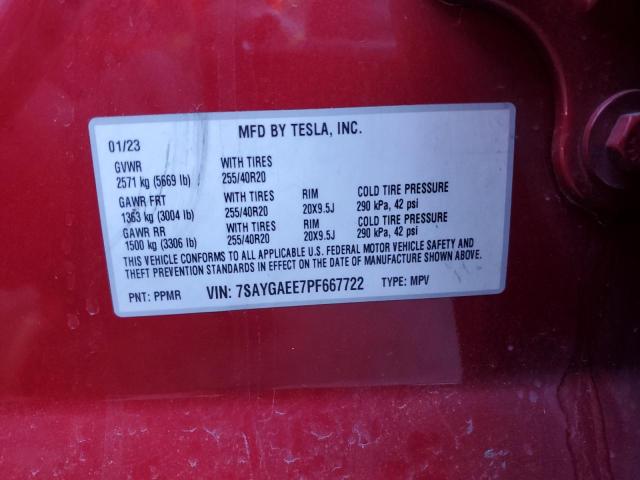 MFD BY TESLA, INC.
01/23
GVWR WITH TIRES
2571 kg (5669 lb) 255/40R20
GAWR FRT WITH TIRES RIM COLD TIRE PRESSURE
1363 kg (3004 lb) 255/40R20 20X9.5J 290 kPa, 42 psi
GAWR RR WITH TIRES RIM COLD TIRE PRESSURE
1500 kg (3306 lb) 255/40R20 20X9.5J 290 kPa, 42 psi
THIS VEHICLE CONFORMS TO ALL APPLICABLE U.S. FEDERAL MOTOR VEHICLE SAFETY AND
THEFT PREVENTION STANDARDS IN EFFECT ON THE DATE OF MANUFACTURE SHOWN ABOVE.
PNT: PPMR VIN: 7SAYGAEE7PF667722 TYPE: MPV